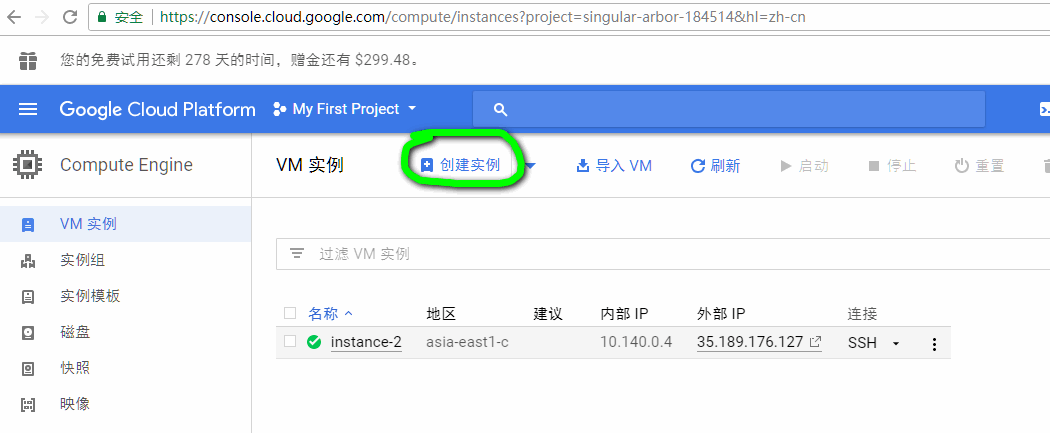 安全 https://console.cloud.google.com/compute/instances?project=singular-arbor-184514&hl=zh-cn
您的免费试用还剩 278 天的时间，赠金还有 $299.48。
Google Cloud Platform My First Project
Compute Engine VM 实例 创建实例 导入 VM 刷新 启动 停止 重置
VM 实例
实例组
实例模板
磁盘
快照
映像
过滤 VM 实例
名称 地区 建议 内部 IP 外部 IP 连接
instance-2 asia-east1-c 10.140.0.4 35.189.176.127 SSH